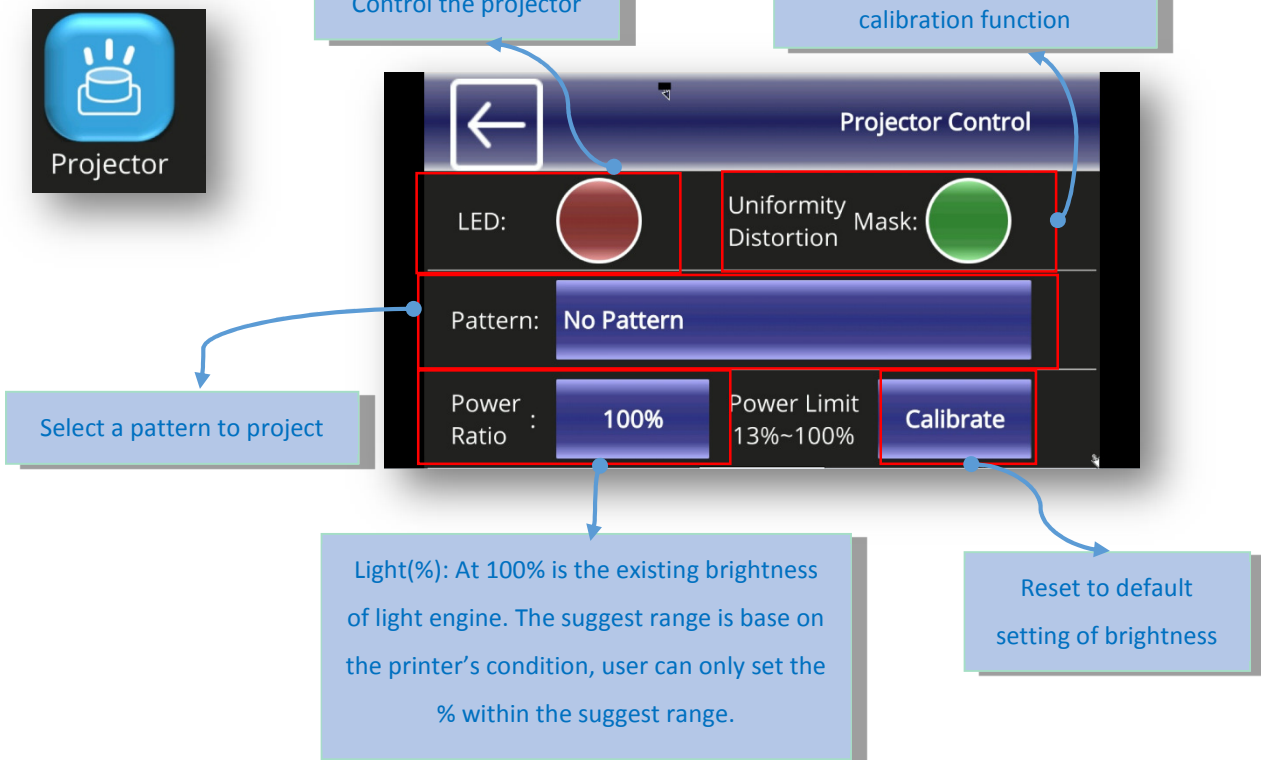 Control the projector
calibration function
Projector
Projector Control
LED:
Uniformity
Distortion
Mask:
Pattern:
No Pattern
Select a pattern to project
Power
Ratio
:
100%
Power Limit
13%~100%
Calibrate
Light(%): At 100% is the existing brightness
of light engine. The suggest range is base on
the printer’s condition, user can only set the
% within the suggest range.
Reset to default
setting of brightness